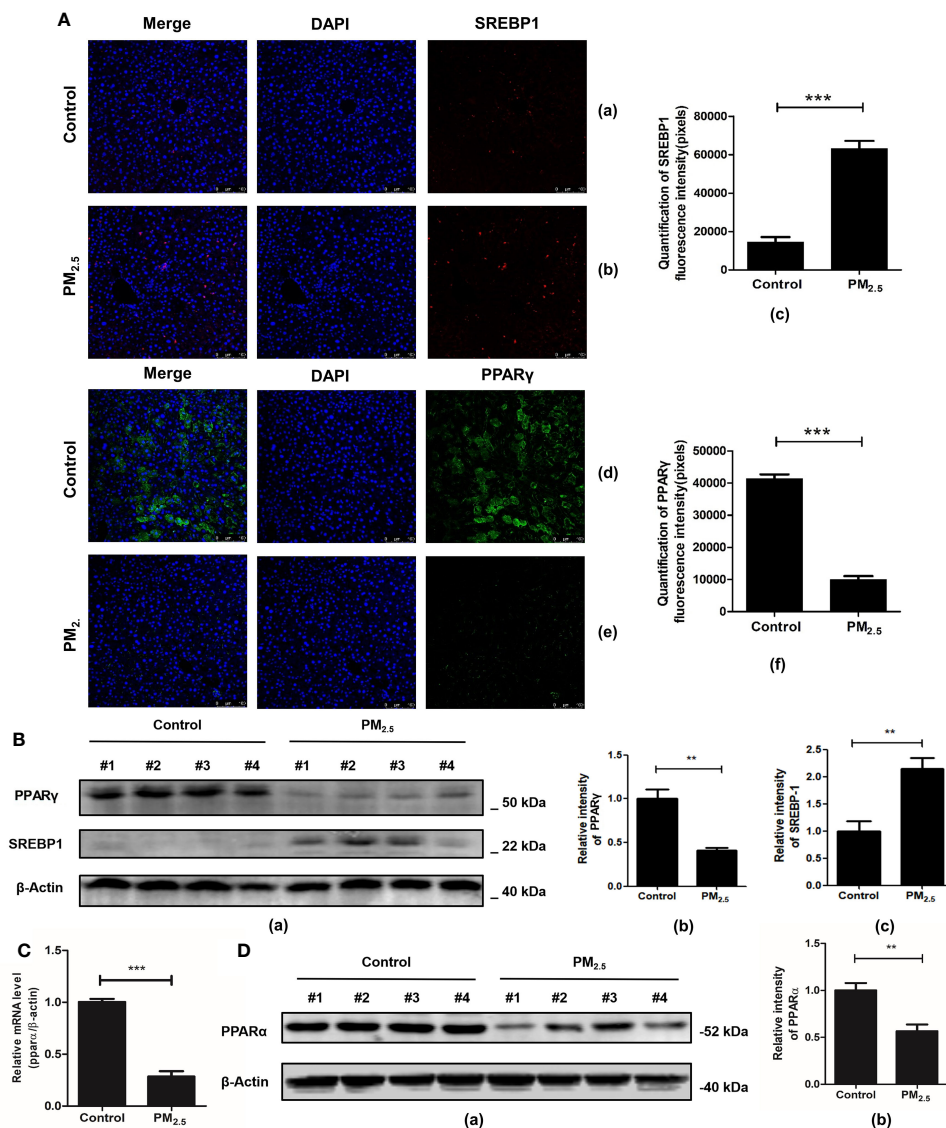 A
Merge DAPI SREBP1
Control
(a)
PM2.5
(b)
***
Quantification of SREBP1
fluorescence intensity(pixels)
80000
60000
40000
20000
0
Control PM2.5
(c)
Merge DAPI PPARγ
Control
(d)
PM2.
(e)
***
Quantification of PPARγ
fluorescence intensity(pixels)
50000
40000
30000
20000
10000
0
Control PM2.5
(f)
B
Control PM2.5
#1 #2 #3 #4 #1 #2 #3 #4
PPARγ _ 50 kDa
SREBP1 _ 22 kDa
β-Actin _ 40 kDa
(a)
**
Relative intensity
of PPARγ
1.5
1.0
0.5
0.0
Control PM2.5
(b)
**
Relative intensity
of SREBP-1
2.5
2.0
1.5
1.0
0.5
0.0
Control PM2.5
(c)
C
***
Relative mRNA level
(pparα/β-actin)
1.5
1.0
0.5
0.0
Control PM2.5
D
Control PM2.5
#1 #2 #3 #4 #1 #2 #3 #4
PPARα -52 kDa
β-Actin -40 kDa
(a)
**
Relative intensity
of PPARα
1.5
1.0
0.5
0.0
Control PM2.5
(b)